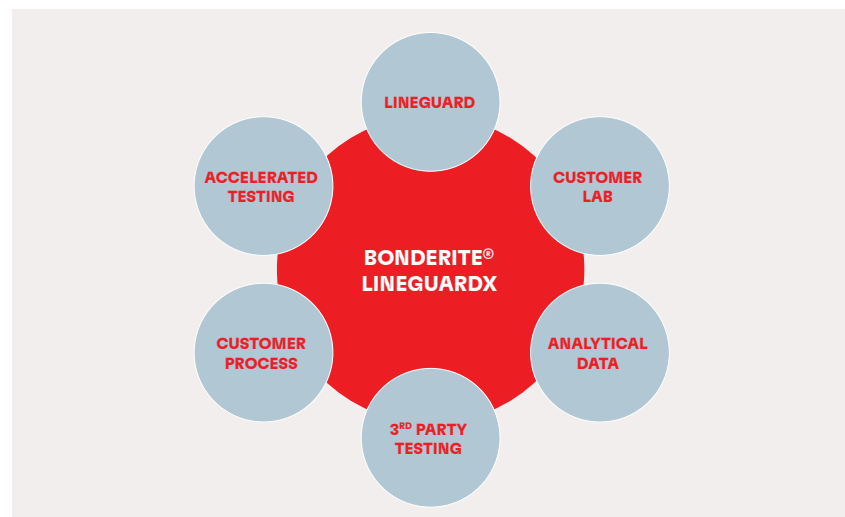 LINEGUARD
ACCELERATED
TESTING
CUSTOMER
LAB
BONDERITE®
LINEGUARDX
CUSTOMER
PROCESS
ANALYTICAL
DATA
3RD PARTY
TESTING